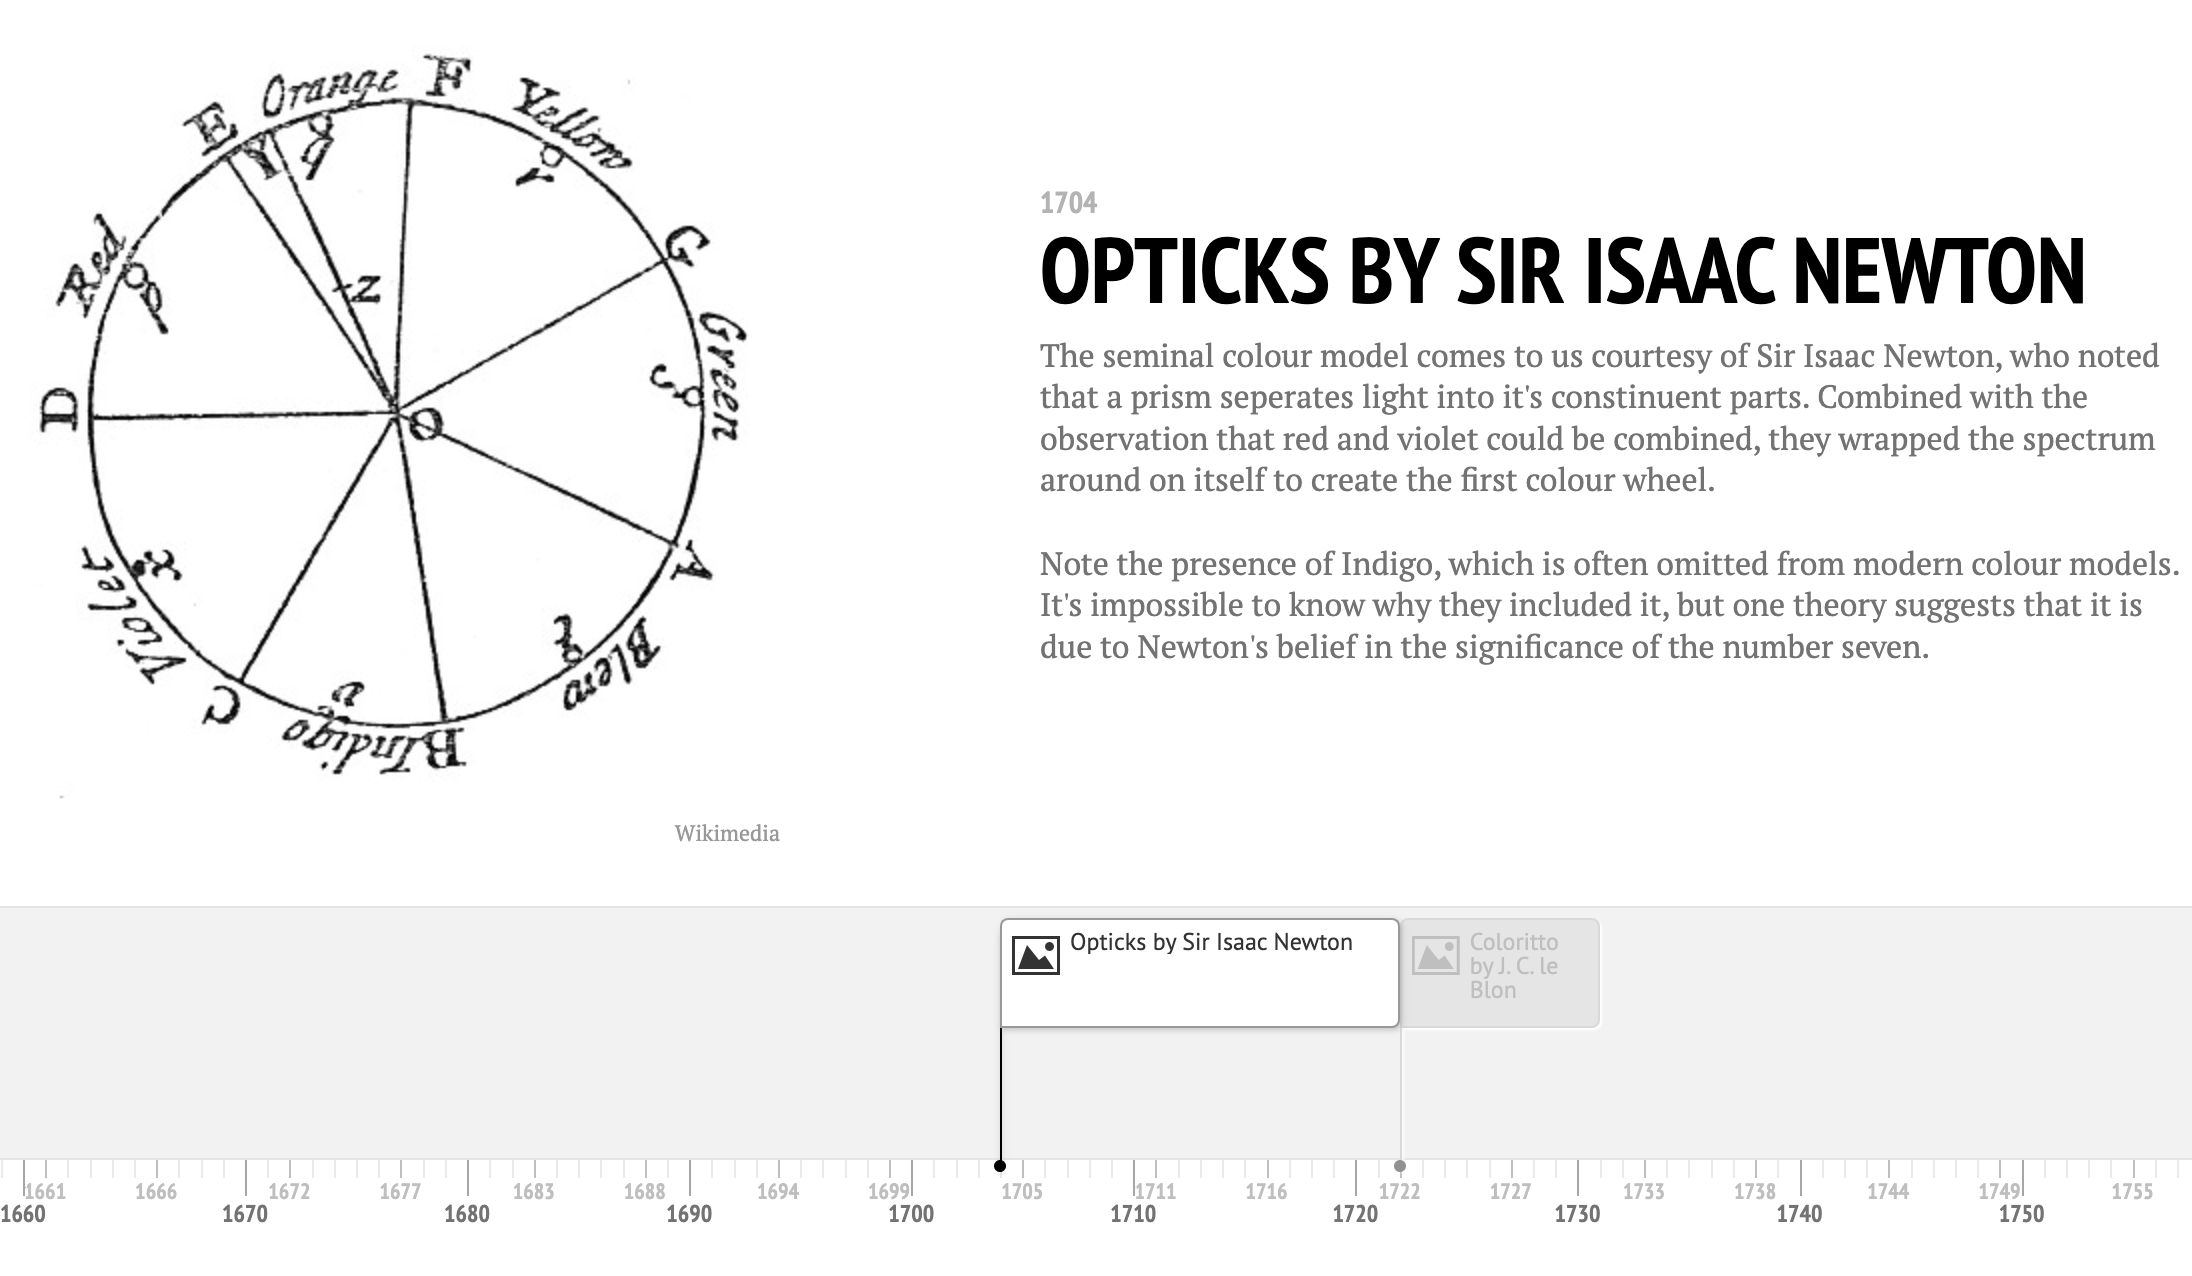 E
Orange
F
Yellow
Y
q
r
G
Red
p
Z
Green
s
D
O
A
x
Violet
t
Blew
C
v
Indigo
B
Wikimedia
1704
OPTICKS BY SIR ISAAC NEWTON
The seminal colour model comes to us courtesy of Sir Isaac Newton, who noted
that a prism seperates light into it's constinuent parts. Combined with the
observation that red and violet could be combined, they wrapped the spectrum
around on itself to create the first colour wheel.
Note the presence of Indigo, which is often omitted from modern colour models.
It's impossible to know why they included it, but one theory suggests that it is
due to Newton's belief in the significance of the number seven.
Opticks by Sir Isaac Newton
Coloritto
by J. C. le
Blon
1661 1666 1672 1677 1683 1688 1694 1699 1705 1711 1716 1722 1727 1733 1738 1744 1749 1755
1660 1670 1680 1690 1700 1710 1720 1730 1740 1750